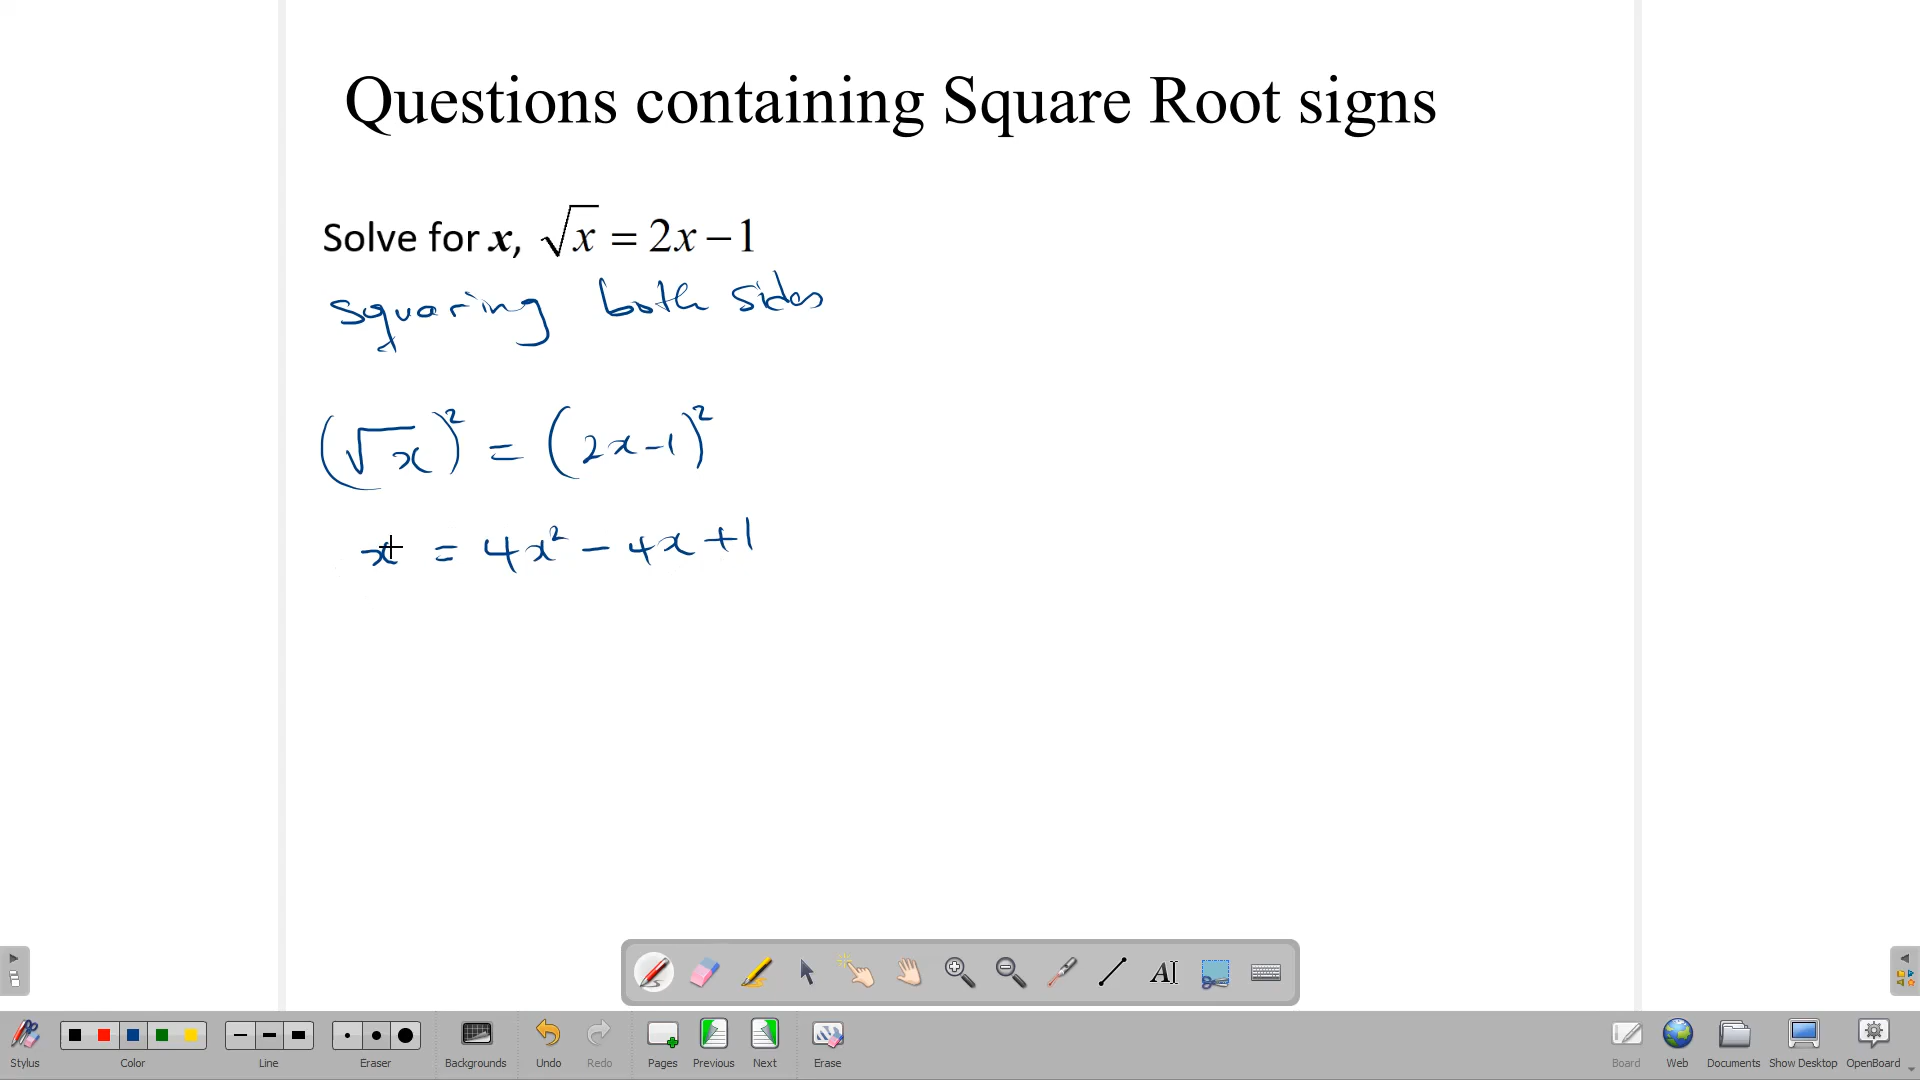 Questions containing Square Root signs
Solve for x, √x = 2x − 1
squaring both sides
(√x)² = (2x-1)²
x = 4x² - 4x + 1
AI
Stylus
Color
Line
Eraser
Backgrounds
Undo
Redo
Pages
Previous
Next
Erase
Board
Web
Documents
Show Desktop
OpenBoard